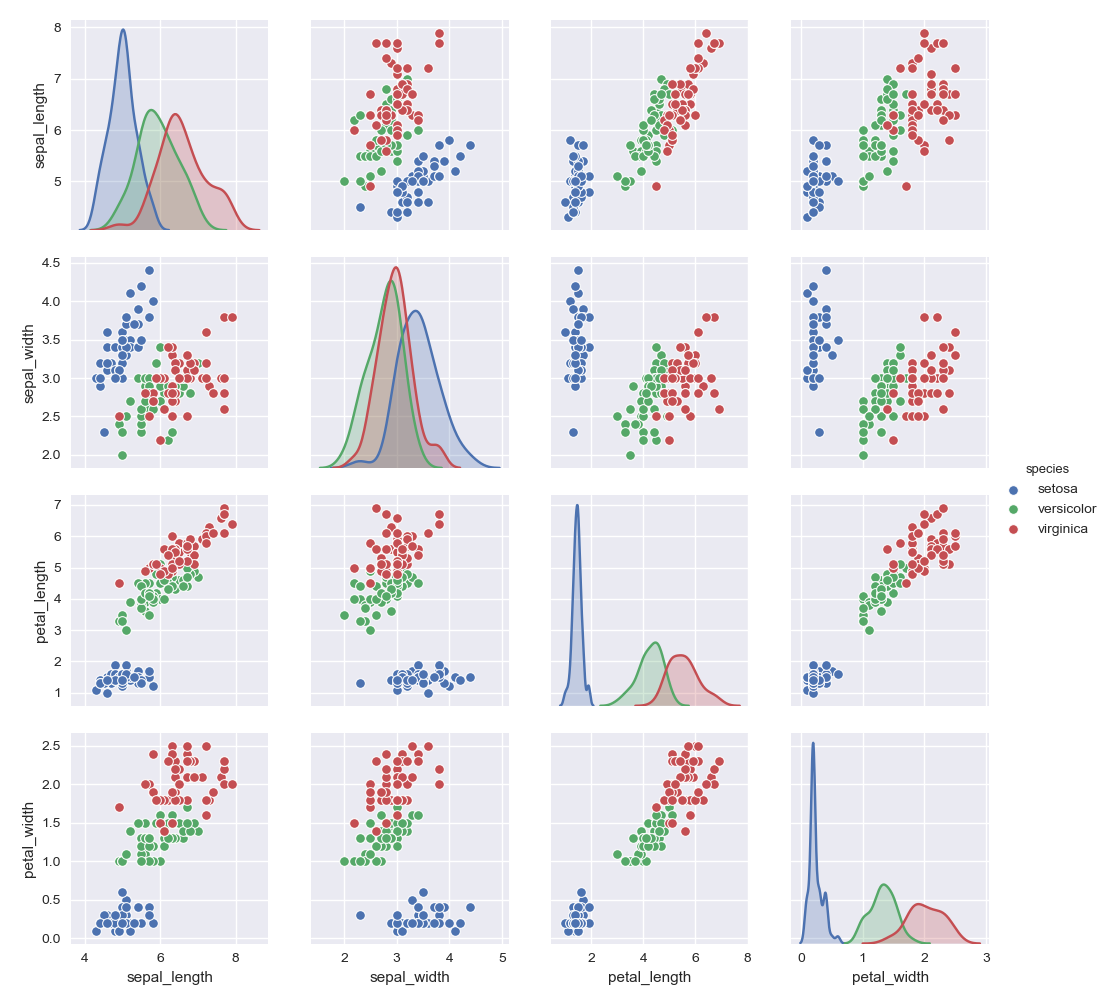 8
7
6
5
sepal_length
4.5
4.0
3.5
3.0
2.5
2.0
sepal_width
species
setosa
versicolor
virginica
7
6
5
4
3
2
1
petal_length
2.5
2.0
1.5
1.0
0.5
0.0
petal_width
4 6 8
2 3 4 5
2 4 6 8
0 1 2 3
sepal_length sepal_width petal_length petal_width